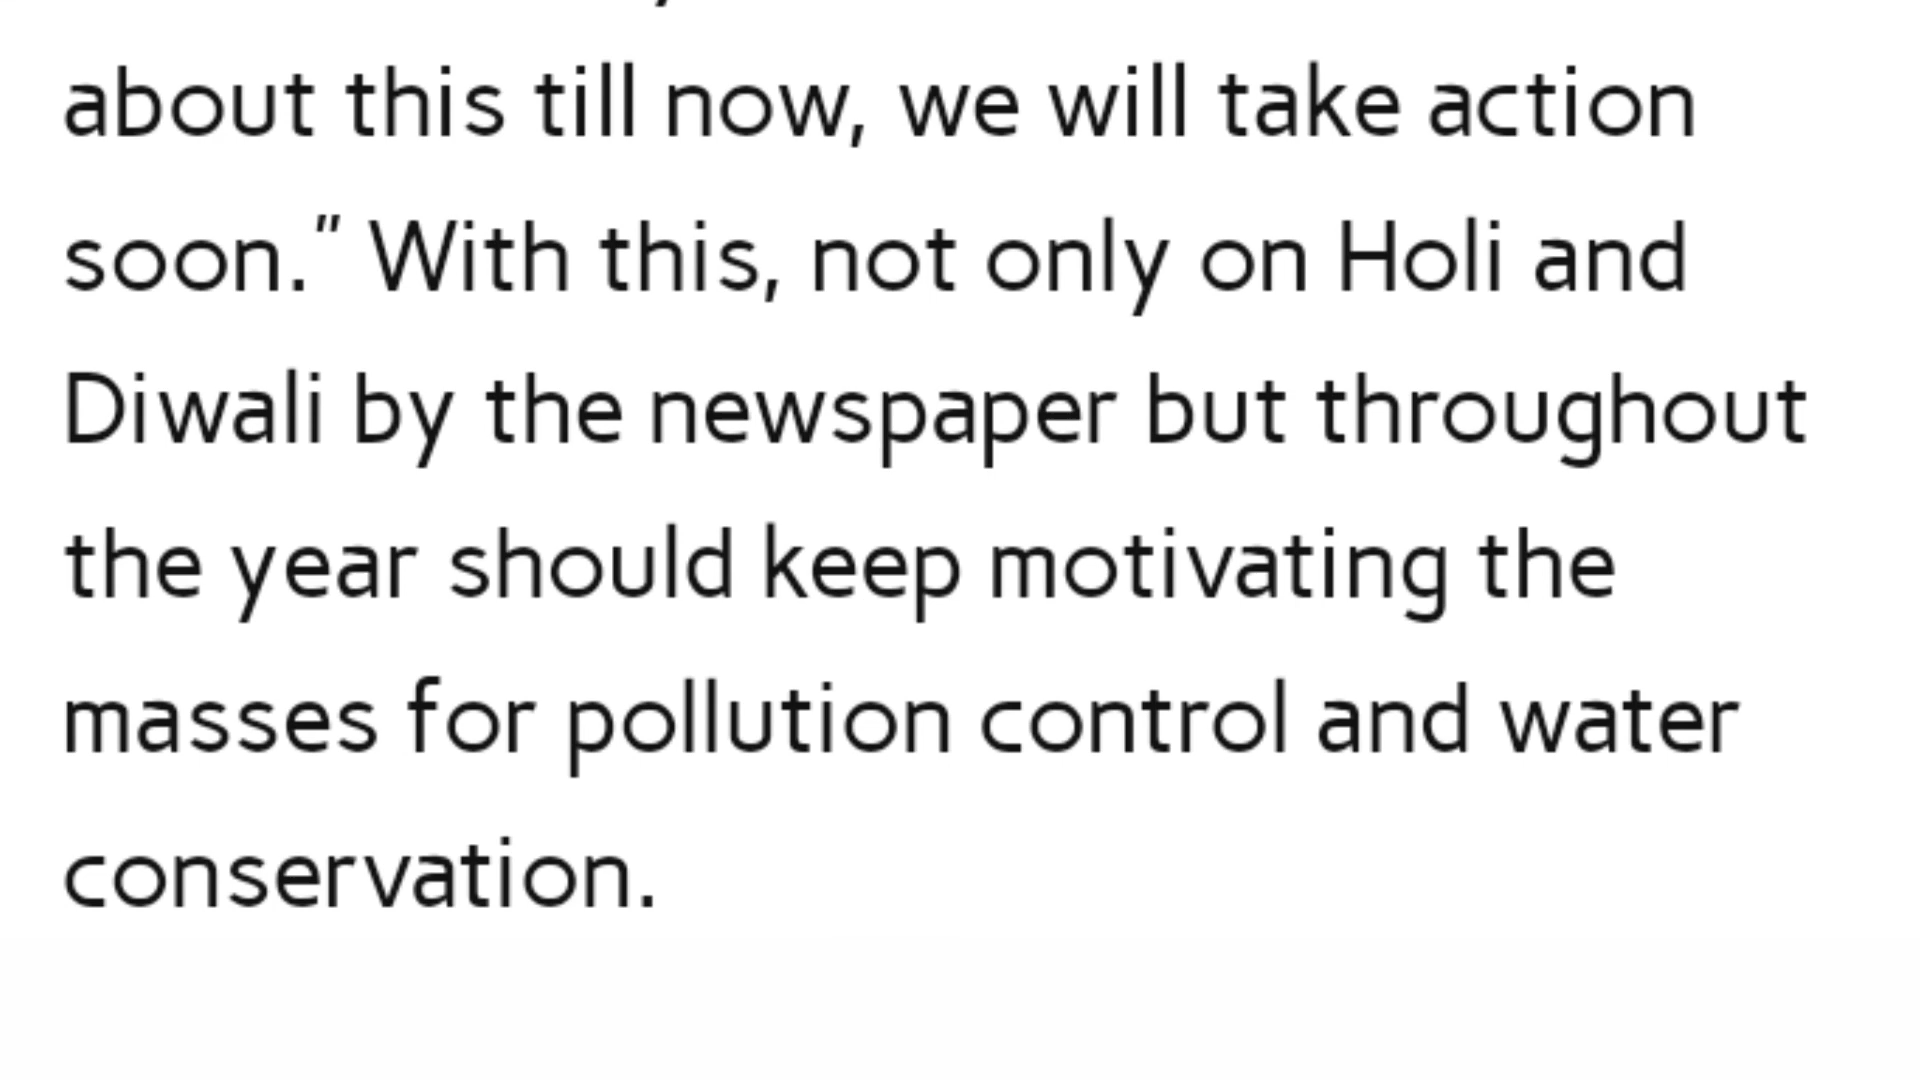 about this till now, we will take action
soon.” With this, not only on Holi and
Diwali by the newspaper but throughout
the year should keep motivating the
masses for pollution control and water
conservation.